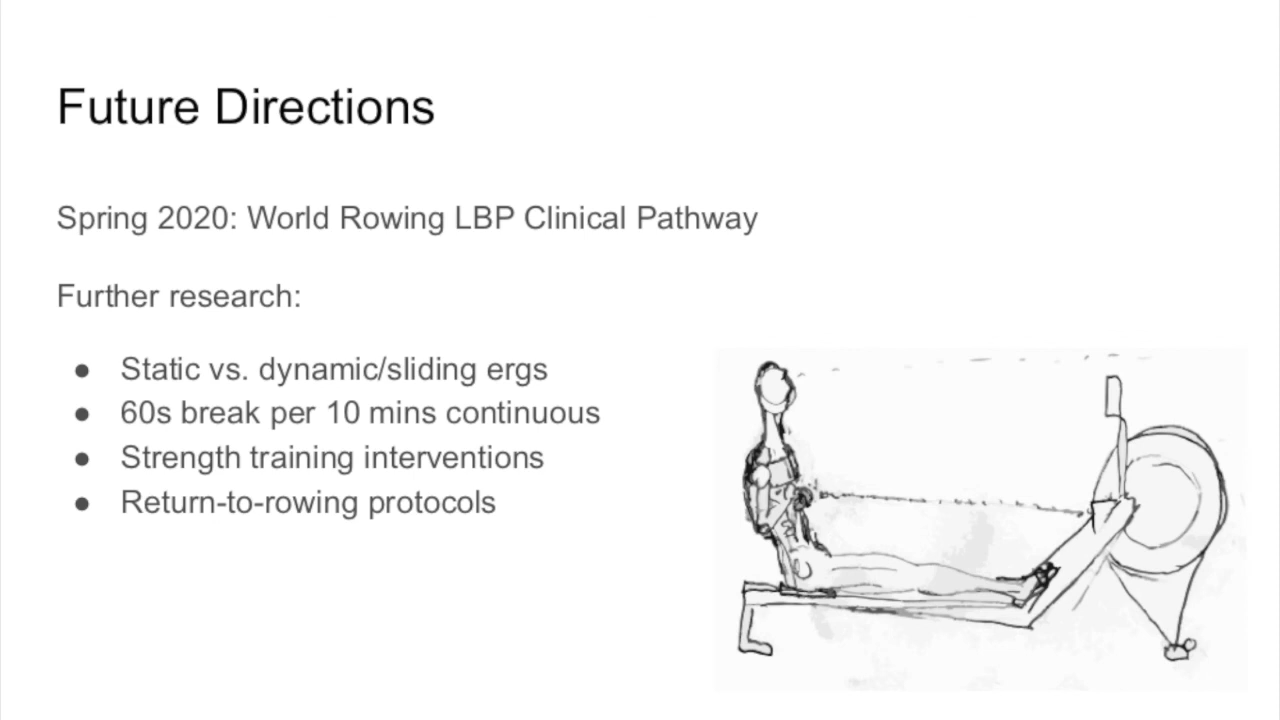 Future Directions
Spring 2020: World Rowing LBP Clinical Pathway
Further research:
● Static vs. dynamic/sliding ergs
● 60s break per 10 mins continuous
● Strength training interventions
● Return-to-rowing protocols